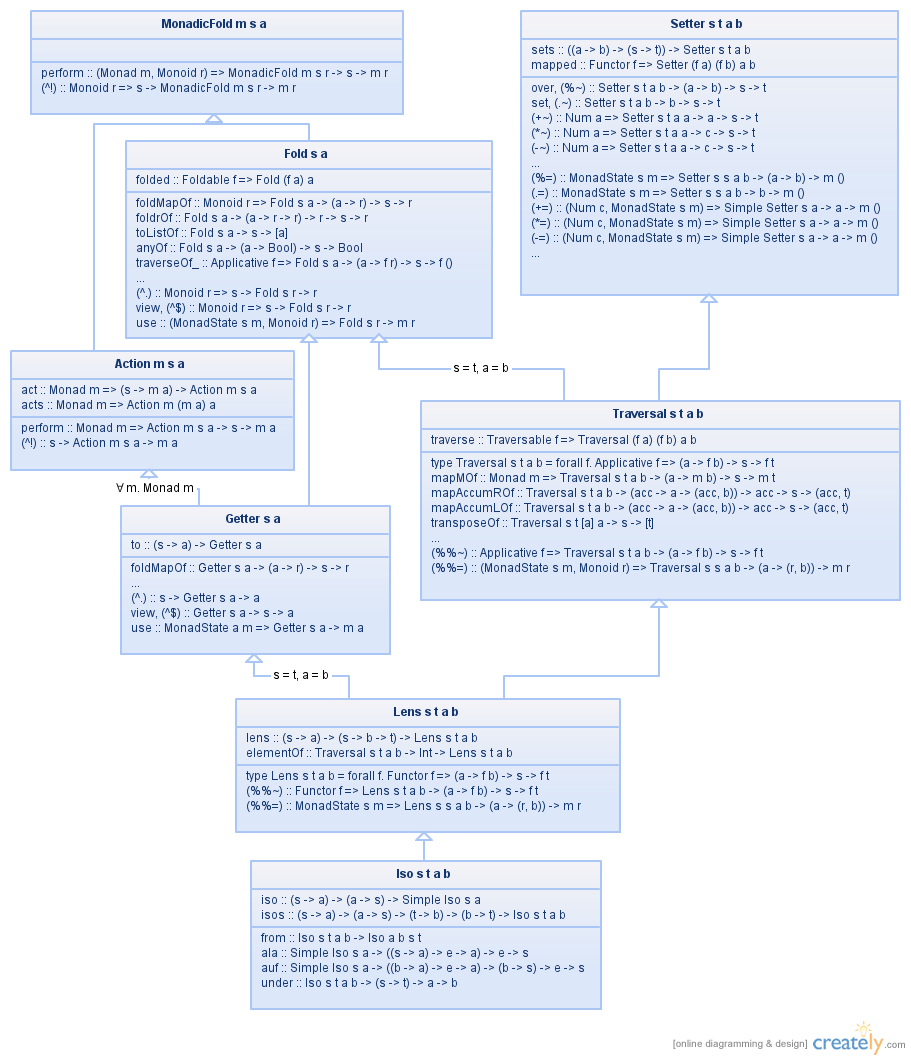 MonadicFold m s a
perform :: (Monad m, Monoid r) => MonadicFold m s r -> s -> m r
(^!) :: Monoid r => s -> MonadicFold m s r -> m r
Setter s t a b
sets :: ((a -> b) -> (s -> t)) -> Setter s t a b
mapped :: Functor f => Setter (f a) (f b) a b
over, (%~) :: Setter s t a b -> (a -> b) -> s -> t
set, (.~) :: Setter s t a b -> b -> s -> t
(+~) :: Num a => Setter s t a a -> a -> s -> t
(*~) :: Num a => Setter s t a a -> c -> s -> t
(-~) :: Num a => Setter s t a a -> c -> s -> t
...
(%=) :: MonadState s m => Setter s s a b -> (a -> b) -> m ()
(.=) :: MonadState s m => Setter s s a b -> b -> m ()
(+=) :: (Num c, MonadState s m) => Simple Setter s a -> a -> m ()
(*=) :: (Num c, MonadState s m) => Simple Setter s a -> a -> m ()
(-=) :: (Num c, MonadState s m) => Simple Setter s a -> a -> m ()
...
Fold s a
folded :: Foldable f => Fold (f a) a
foldMapOf :: Monoid r => Fold s a -> (a -> r) -> s -> r
foldrOf :: Fold s a -> (a -> r -> r) -> r -> s -> r
toListOf :: Fold s a -> s -> [a]
anyOf :: Fold s a -> (a -> Bool) -> s -> Bool
traverseOf_ :: Applicative f => Fold s a -> (a -> f r) -> s -> f ()
...
(^.) :: Monoid r => s -> Fold s r -> r
view, (^$) :: Monoid r => s -> Fold s r -> r
use :: (MonadState s m, Monoid r) => Fold s r -> m r
s = t, a = b
Action m s a
act :: Monad m => (s -> m a) -> Action m s a
acts :: Monad m => Action m (m a) a
perform :: Monad m => Action m s a -> s -> m a
(^!) :: s -> Action m s a -> m a
∀ m. Monad m
Traversal s t a b
traverse :: Traversable f => Traversal (f a) (f b) a b
type Traversal s t a b = forall f. Applicative f => (a -> f b) -> s -> f t
mapMOf :: Monad m => Traversal s t a b -> (a -> m b) -> s -> m t
mapAccumROf :: Traversal s t a b -> (acc -> a -> (acc, b)) -> acc -> s -> (acc, t)
mapAccumLOf :: Traversal s t a b -> (acc -> a -> (acc, b)) -> acc -> s -> (acc, t)
transposeOf :: Traversal s t [a] a -> s -> [t]
...
(%%~) :: Applicative f => Traversal s t a b -> (a -> f b) -> s -> f t
(%%=) :: (MonadState s m, Monoid r) => Traversal s s a b -> (a -> (r, b)) -> m r
Getter s a
to :: (s -> a) -> Getter s a
foldMapOf :: Getter s a -> (a -> r) -> s -> r
...
(^.) :: s -> Getter s a -> a
view, (^$) :: Getter s a -> s -> a
use :: MonadState a m => Getter s a -> m a
s = t, a = b
Lens s t a b
lens :: (s -> a) -> (s -> b -> t) -> Lens s t a b
elementOf :: Traversal s t a b -> Int -> Lens s t a b
type Lens s t a b = forall f. Functor f => (a -> f b) -> s -> f t
(%%~) :: Functor f => Lens s t a b -> (a -> f b) -> s -> f t
(%%=) :: MonadState s m => Lens s s a b -> (a -> (r, b)) -> m r
Iso s t a b
iso :: (s -> a) -> (a -> s) -> Simple Iso s a
isos :: (s -> a) -> (a -> s) -> (t -> b) -> (b -> t) -> Iso s t a b
from :: Iso s t a b -> Iso a b s t
ala :: Simple Iso s a -> ((s -> a) -> e -> a) -> e -> s
auf :: Simple Iso s a -> ((b -> a) -> e -> a) -> (b -> s) -> e -> s
under :: Iso s t a b -> (s -> t) -> a -> b
[online diagramming & design] creately.com